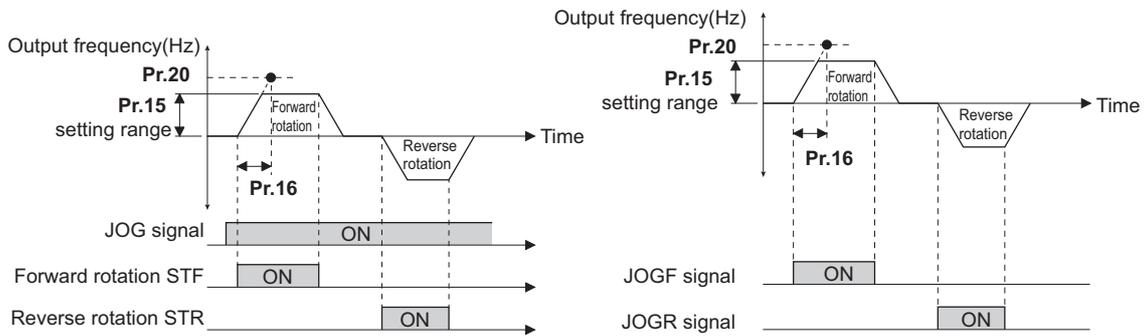 Output frequency(Hz)
Pr.20
Pr.15
setting range
Forward
rotation
Time
Reverse
rotation
Pr.16
JOG signal
ON
Forward rotation STF
ON
Reverse rotation STR
ON
Output frequency(Hz)
Pr.20
Pr.15
setting range
Forward
rotation
Time
Reverse
rotation
Pr.16
JOGF signal
ON
JOGR signal
ON